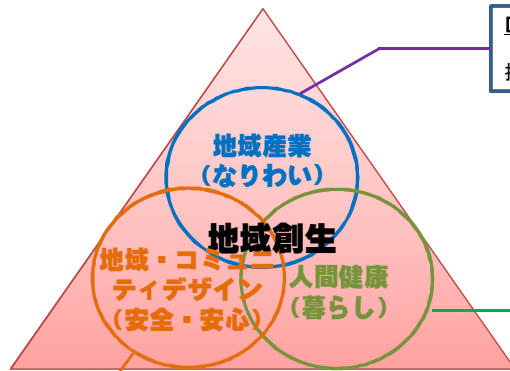 地域産業
（なりわい）
地域創生
地域・コミュニ
ティデザイン
（安全・安心）
人間健康
（暮らし）